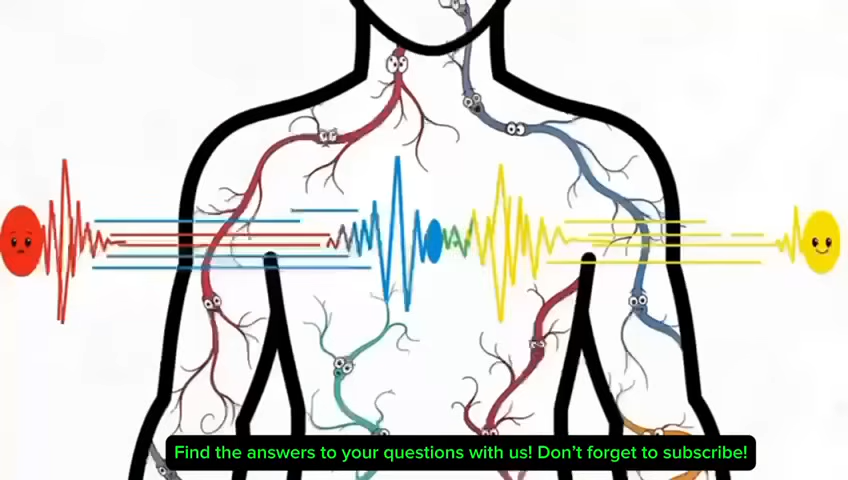 Find the answers to your questions with us! Don’t forget to subscribe!